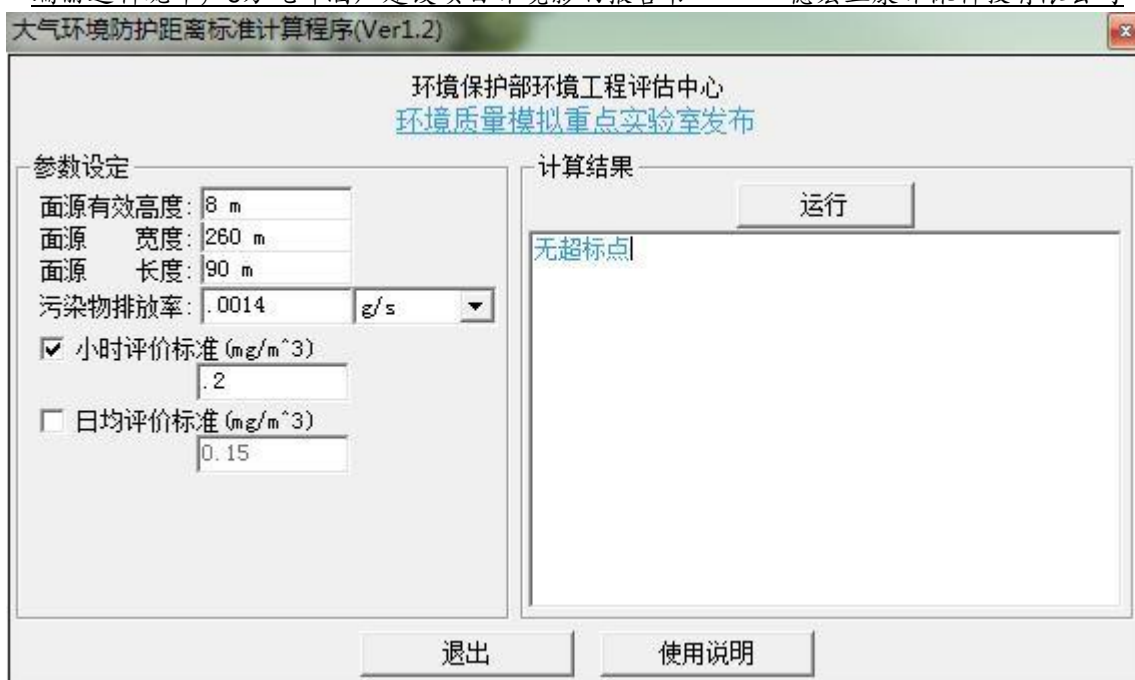 大气环境防护距离标准计算程序(Ver1.2)
环境保护部环境工程评估中心
环境质量模拟重点实验室发布
参数设定
面源有效高度: 8 m
面源 宽度: 260 m
面源 长度: 90 m
污染物排放率: .0014 g/s
小时评价标准(mg/m^3)
.2
日均评价标准(mg/m^3)
0.15
计算结果
运行
无超标点
退出
使用说明